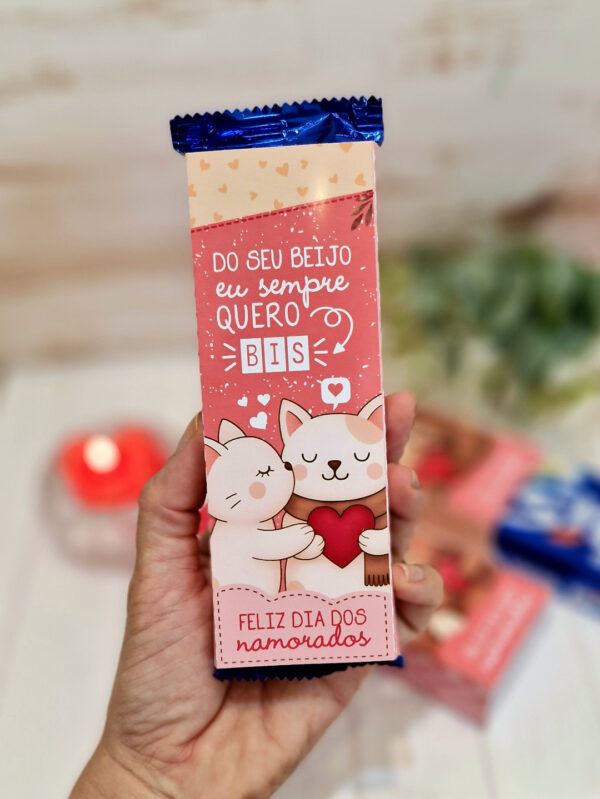 DO SEU BEIJO
eu sempre
QUERO
BIS
FELIZ DIA DOS
namorados